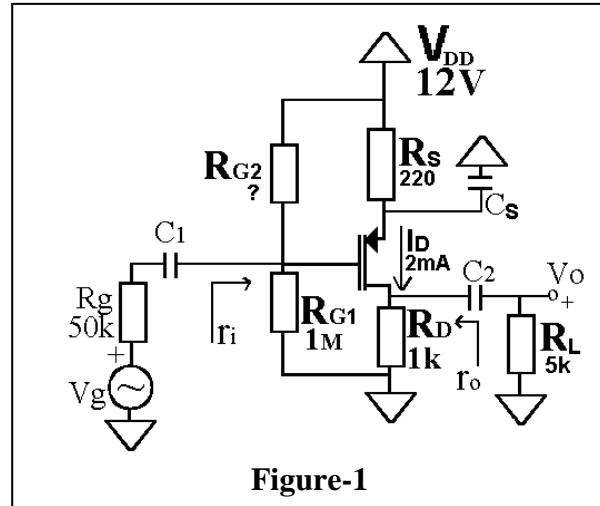 VDD
12V
RG2
?
RS
220
CS
C1
ID
2mA
C2
Vo
+
Rg
50k
+
Vg
ri
RG1
1M
RD
1k
ro
RL
5k
Figure-1